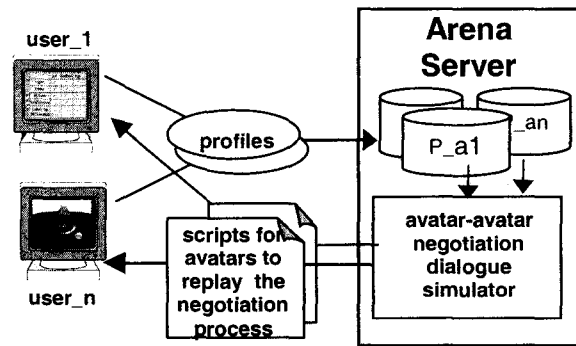 user_1
Arena
Server
profiles
P_a1
_an
avatar-avatar
negotiation
dialogue
simulator
scripts for
avatars to
replay the
negotiation
process
user_n